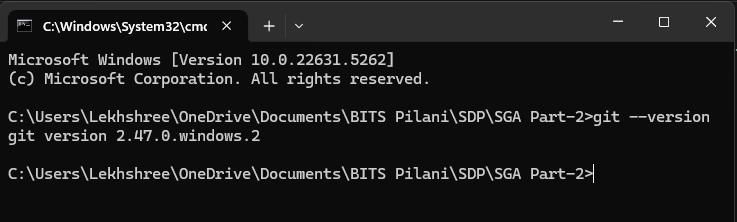 C:\Windows\System32\cmd
Microsoft Windows [Version 10.0.22631.5262]
(c) Microsoft Corporation. All rights reserved.
C:\Users\Lekhshree\OneDrive\Documents\BITS Pilani\SDP\SGA Part-2>git --version
git version 2.47.0.windows.2
C:\Users\Lekhshree\OneDrive\Documents\BITS Pilani\SDP\SGA Part-2>